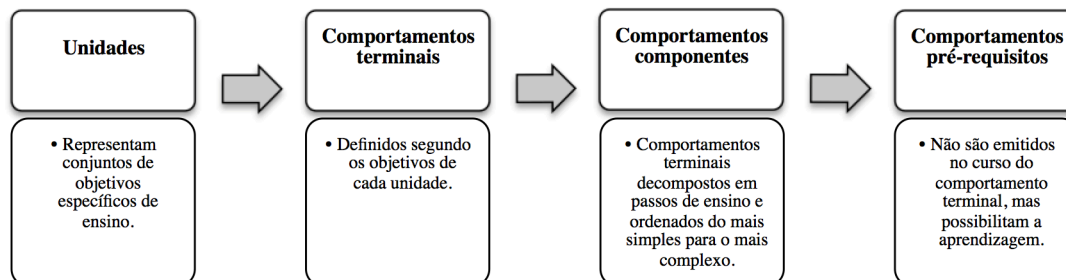 Unidades
• Representam
conjuntos de
objetivos
específicos de
ensino.
Comportamentos
terminais
• Definidos segundo
os objetivos de
cada unidade.
Comportamentos
componentes
• Comportamentos
terminais
decompostos em
passos de ensino e
ordenados do mais
simples para o mais
complexo.
Comportamentos
pré-requisitos
• Não são emitidos
no curso do
comportamento
terminal, mas
possibilitam a
aprendizagem.